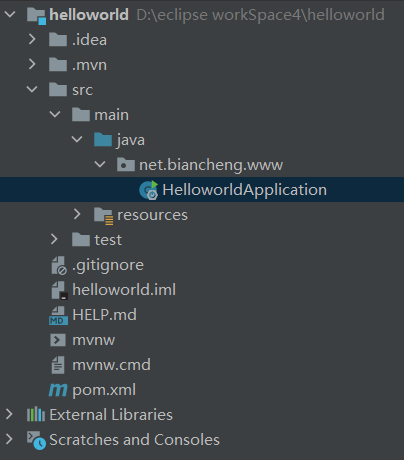 helloworld D:\eclipse workSpace4\helloworld
.idea
.mvn
src
main
java
net.biancheng.www
HelloworldApplication
resources
test
.gitignore
helloworld.iml
MD HELP.md
mvnw
mvnw.cmd
m pom.xml
External Libraries
Scratches and Consoles